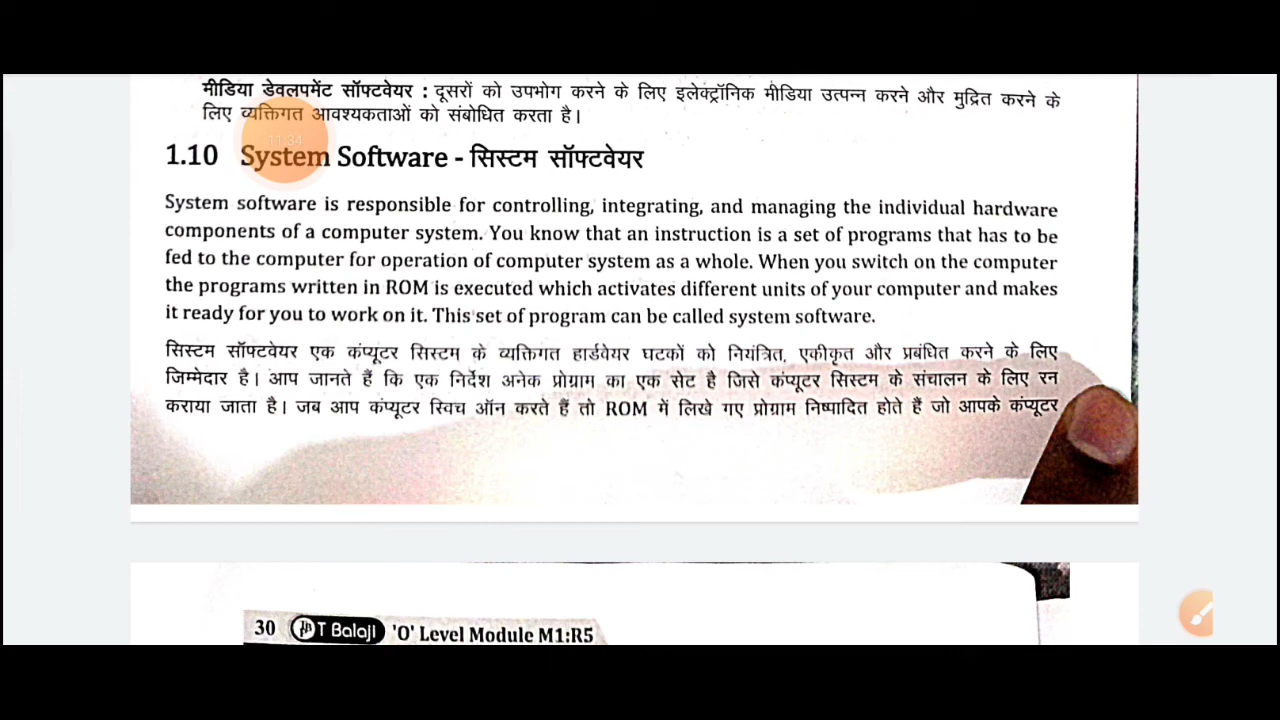 मीडिया डेवलपमेंट सॉफ्टवेयर : दूसरों को उपभोग करने के लिए इलेक्ट्रॉनिक मीडिया उत्पन्न करने और मुद्रित करने के
लिए व्यक्तिगत आवश्यकताओं को संबोधित करता है।
11:34
1.10 System Software - सिस्टम सॉफ्टवेयर
System software is responsible for controlling, integrating, and managing the individual hardware
components of a computer system. You know that an instruction is a set of programs that has to be
fed to the computer for operation of computer system as a whole. When you switch on the computer
the programs written in ROM is executed which activates different units of your computer and makes
it ready for you to work on it. This set of program can be called system software.
सिस्टम सॉफ्टवेयर एक कंप्यूटर सिस्टम के व्यक्तिगत हार्डवेयर घटकों को नियंत्रित, एकीकृत और प्रबंधित करने के लिए
जिम्मेदार है। आप जानते हैं कि एक निर्देश अनेक प्रोग्राम का एक सेट है जिसे कंप्यूटर सिस्टम के संचालन के लिए रन
कराया जाता है। जब आप कंप्यूटर स्विच ऑन करते हैं तो ROM में लिखे गए प्रोग्राम निष्पादित होते हैं जो आपके कंप्यूटर
30 T Balaji 'O' Level Module M1:R5